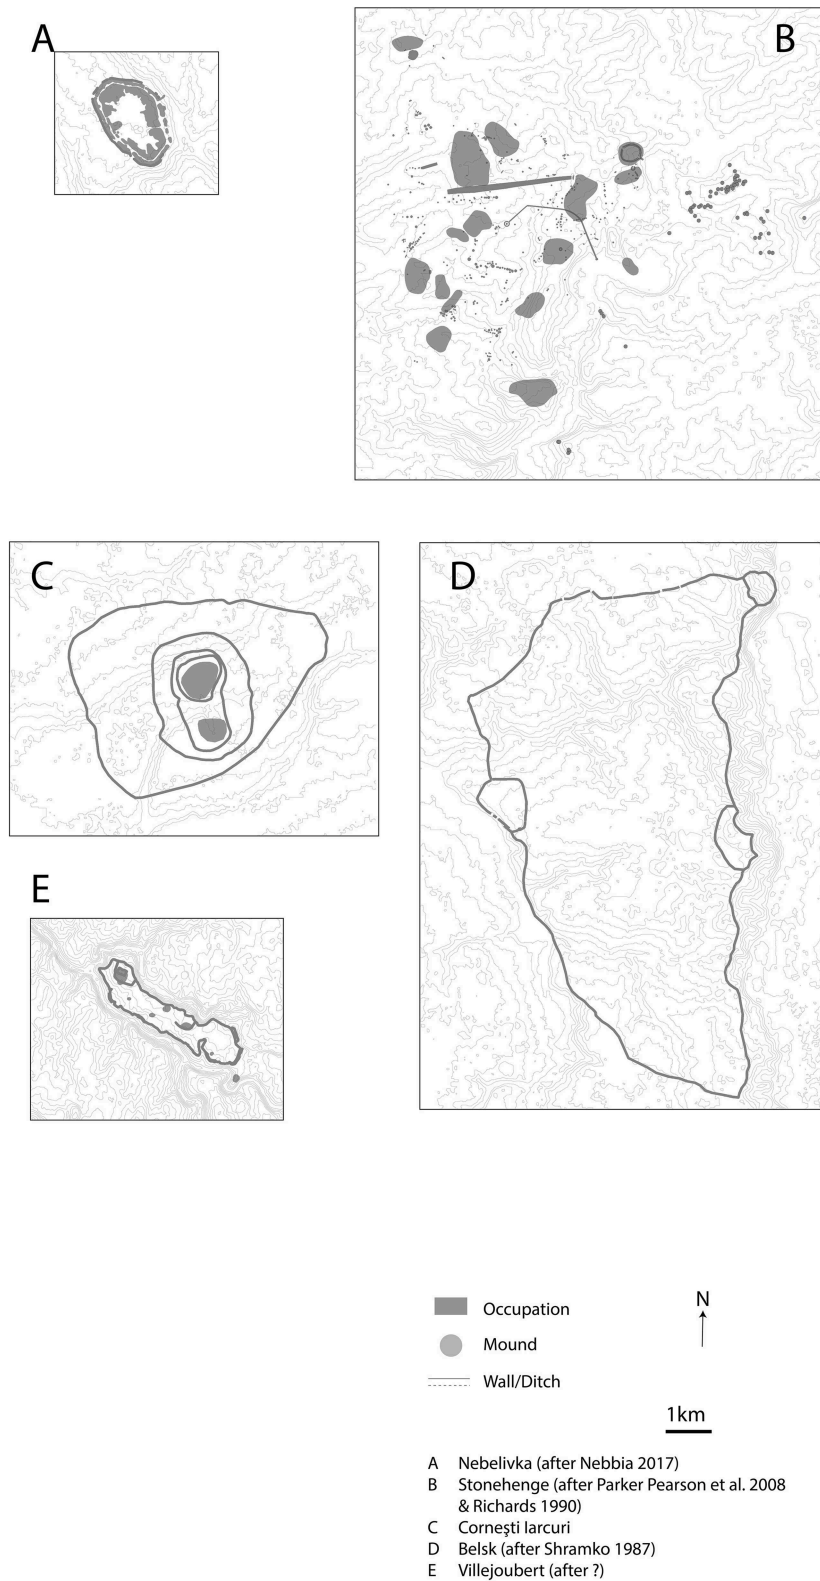 A
B
C
D
E
Occupation
Mound
Wall/Ditch
N
1km
A Nebelivka (after Nebbia 2017)
B Stonehenge (after Parker Pearson et al. 2008
& Richards 1990)
C Corneşti Iarcuri
D Belsk (after Shramko 1987)
E Villejoubert (after ?)